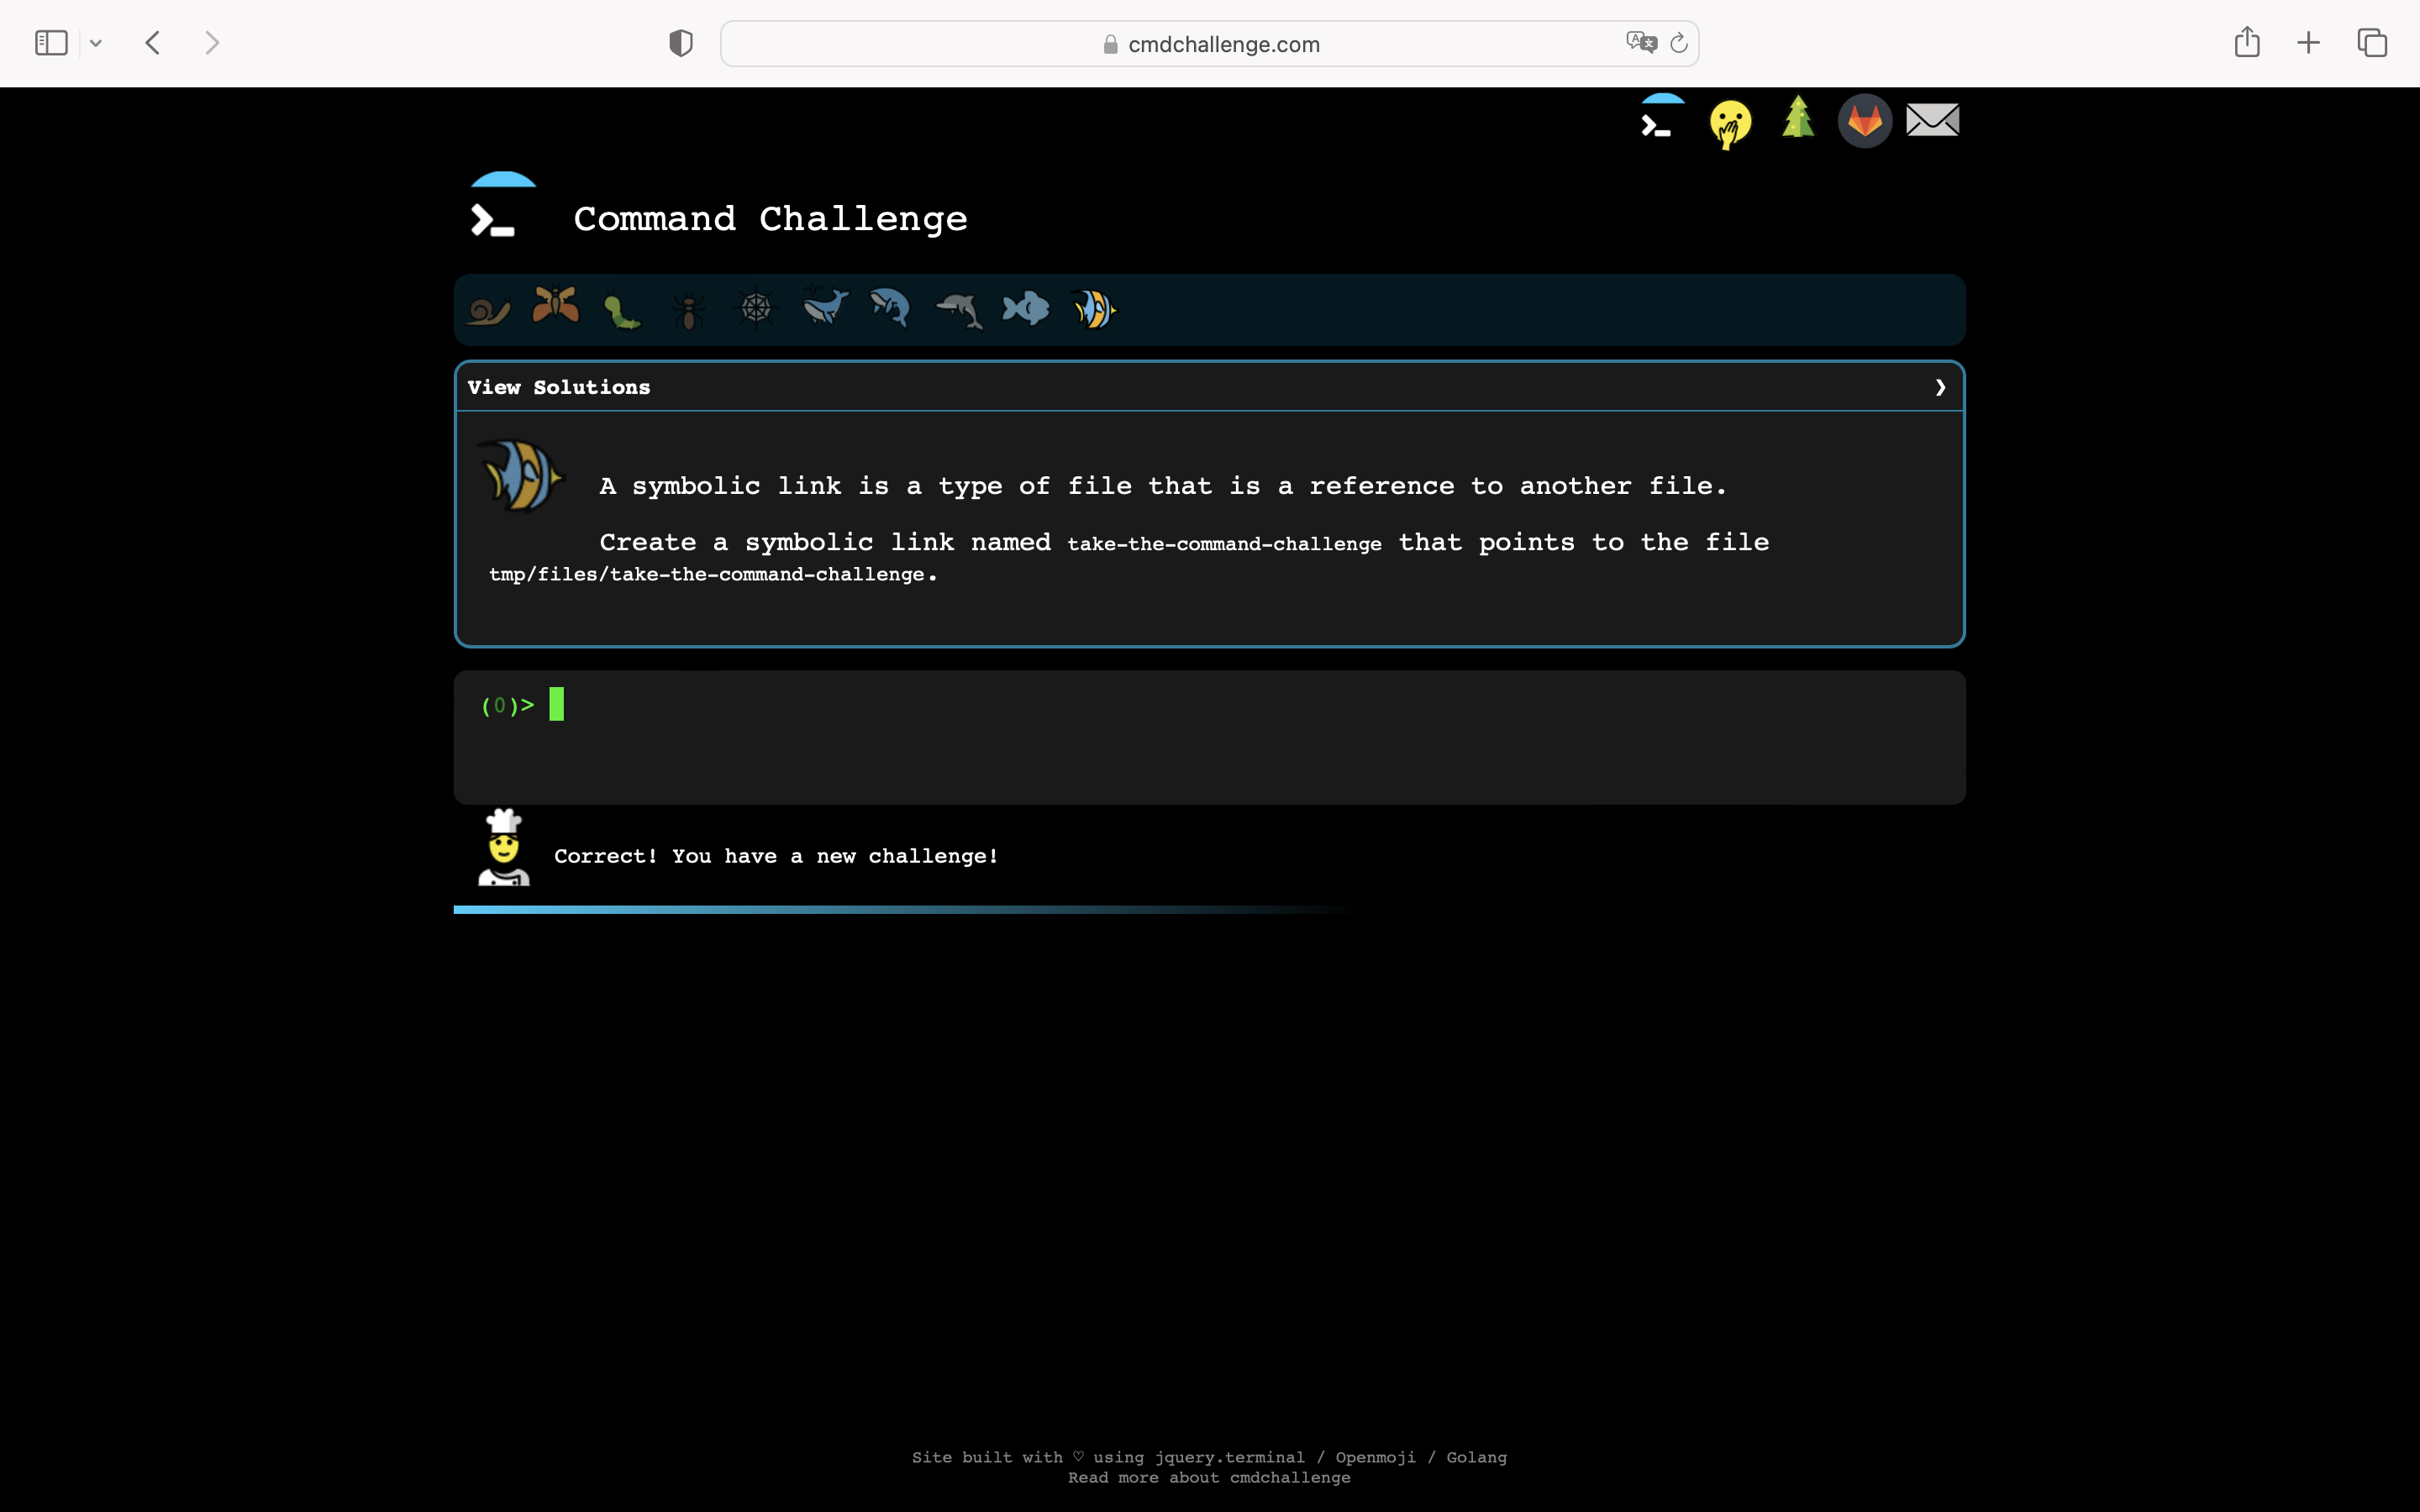 cmdchallenge.com
Command Challenge
View Solutions ❯
A symbolic link is a type of file that is a reference to another file.
Create a symbolic link named take-the-command-challenge that points to the file
tmp/files/take-the-command-challenge.
(0)>
Correct! You have a new challenge!
Site built with ♡ using jquery.terminal / Openmoji / Golang
Read more about cmdchallenge